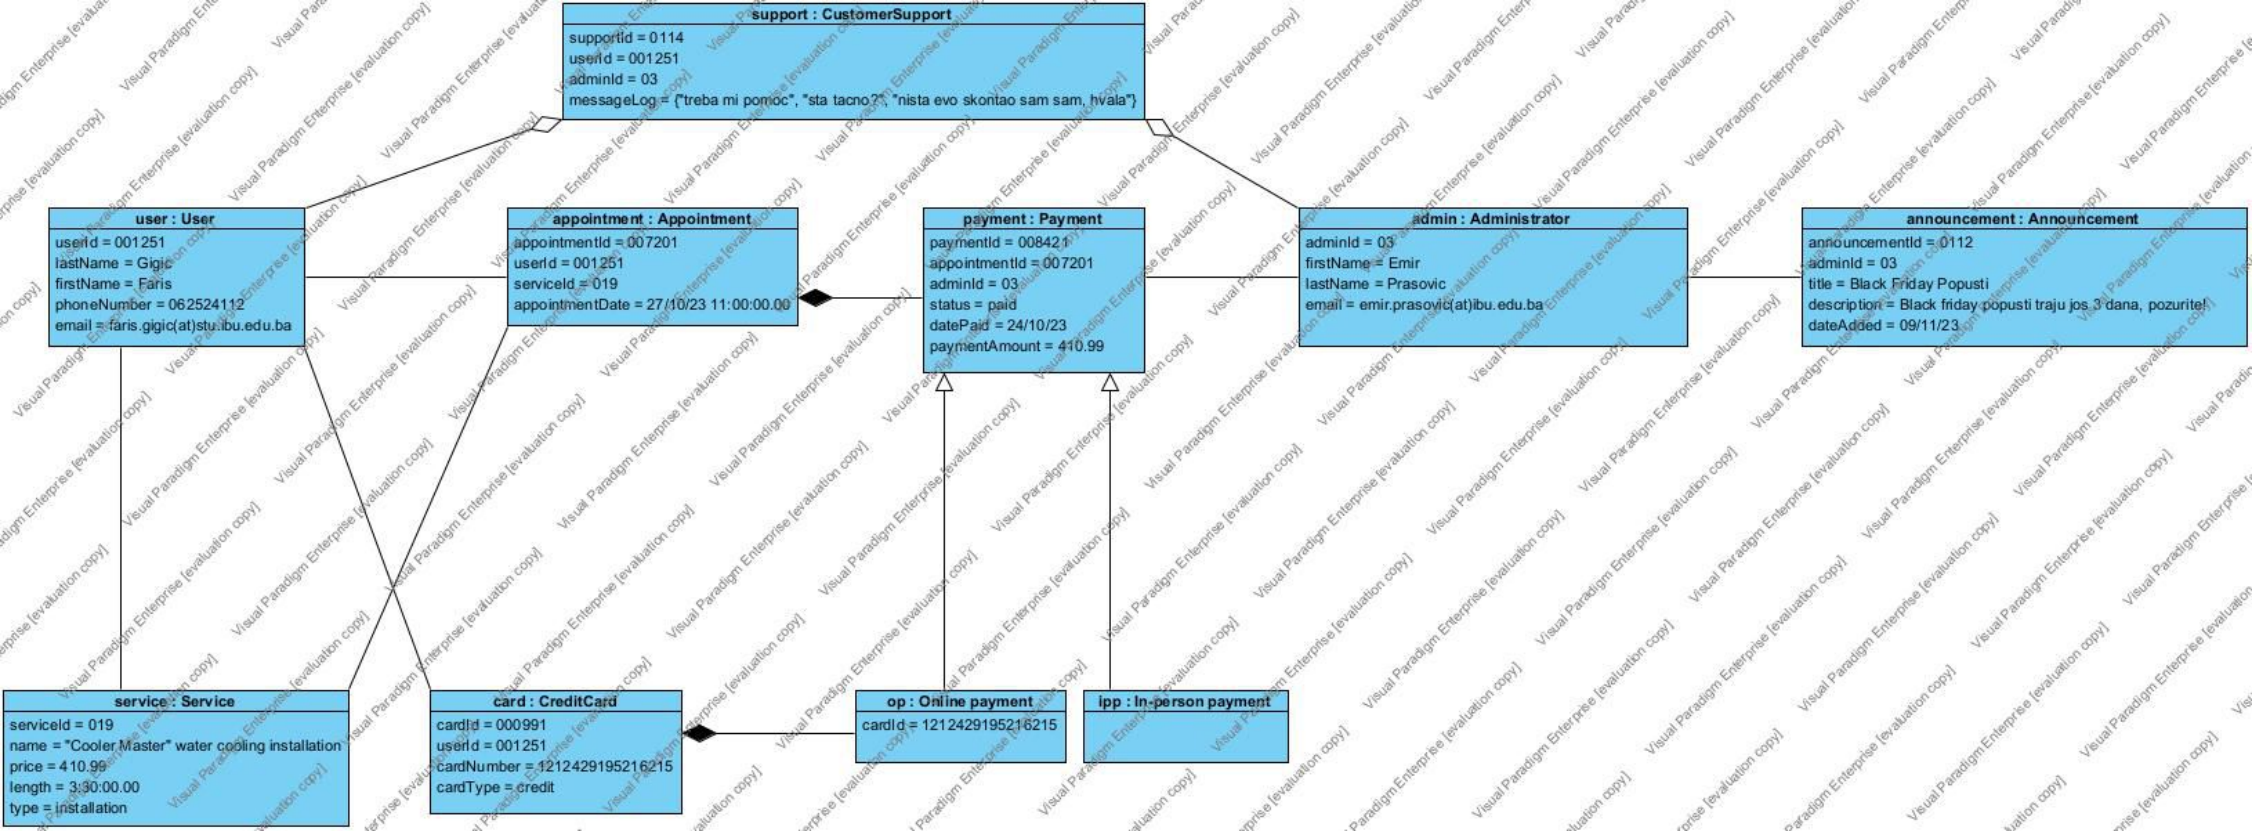 support : CustomerSupport
supportId = 0114
userId = 001251
adminId = 03
messageLog = {"treba mi pomoc", "sta tacno?", "nista evo skontao sam sam, hvala"}
user : User
userId = 001251
lastName = Gigic
firstName = Faris
phoneNumber = 062524112
email = faris.gigic(at)stu.ibu.edu.ba
appointment : Appointment
appointmentId = 007201
userId = 001251
serviceId = 019
appointmentDate = 27/10/23 11:00:00.00
payment : Payment
paymentId = 008421
appointmentId = 007201
adminId = 03
status = paid
datePaid = 24/10/23
paymentAmount = 410.99
admin : Administrator
adminId = 03
firstName = Emir
lastName = Prasovic
email = emir.prasovic(at)ibu.edu.ba
announcement : Announcement
announcementId = 0112
adminId = 03
title = Black Friday Popusti
description = Black friday popusti traju jos 3 dana, pozurite!
dateAdded = 09/11/23
service : Service
serviceId = 019
name = "Cooler Master" water cooling installation
price = 410.99
length = 3:30:00.00
type = installation
card : CreditCard
cardId = 000991
userId = 001251
cardNumber = 1212429195216215
cardType = credit
op : Online payment
cardId = 1212429195216215
ipp : In-person payment
Visual Paradigm Enterprise [evaluation copy]